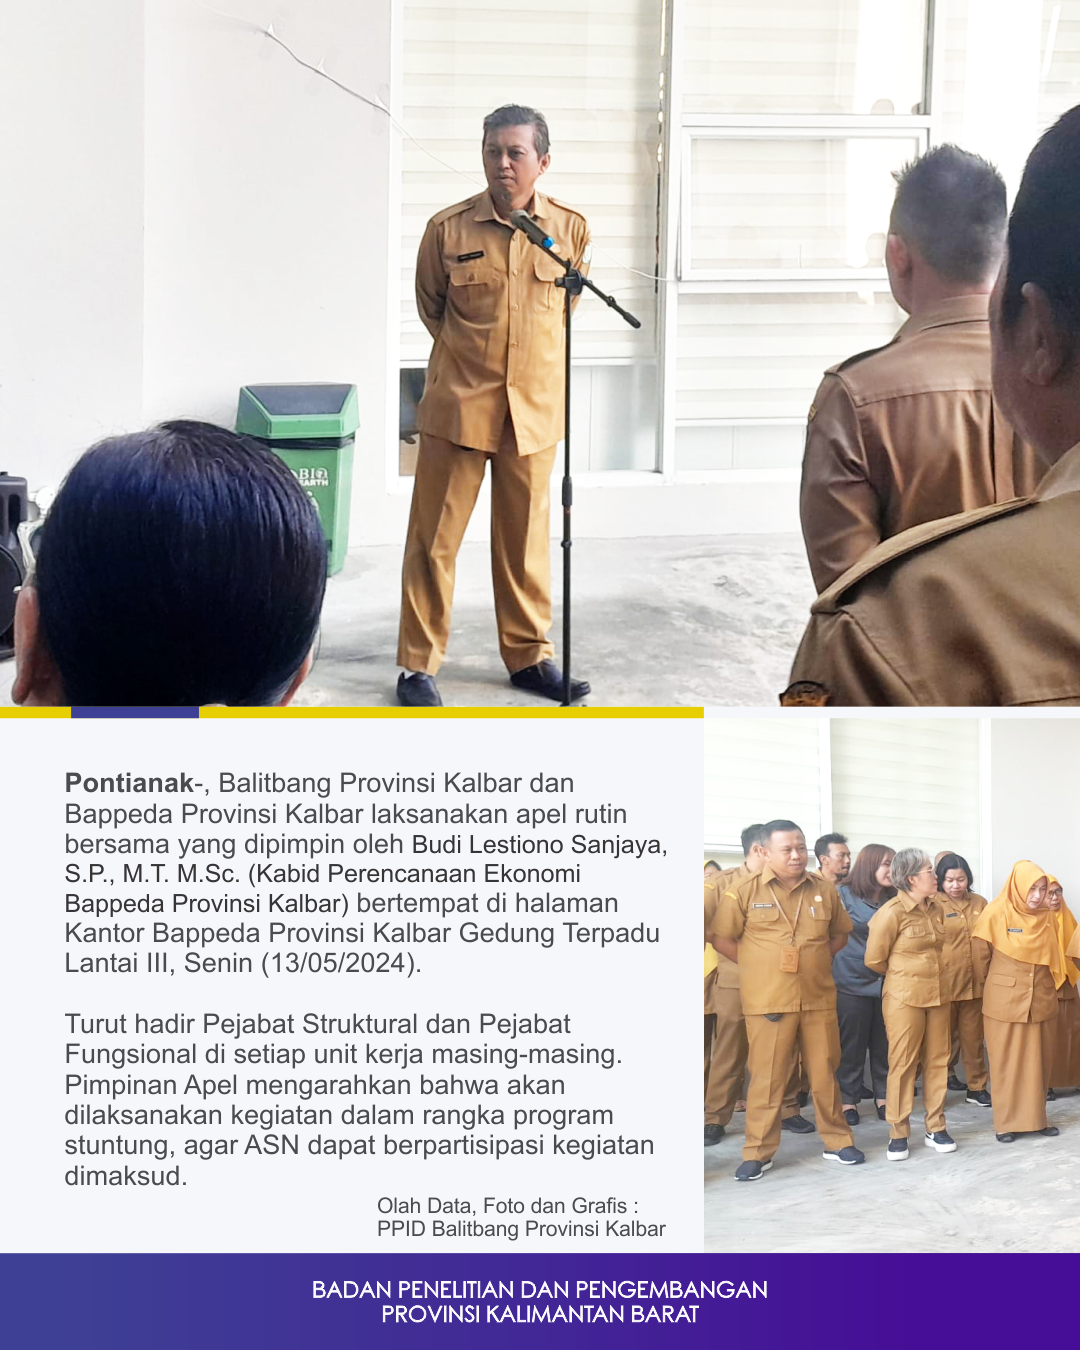 BIO
EARTH
Pontianak-, Balitbang Provinsi Kalbar dan
Bappeda Provinsi Kalbar laksanakan apel rutin
bersama yang dipimpin oleh Budi Lestiono Sanjaya,
S.P., M.T. M.Sc. (Kabid Perencanaan Ekonomi
Bappeda Provinsi Kalbar) bertempat di halaman
Kantor Bappeda Provinsi Kalbar Gedung Terpadu
Lantai III, Senin (13/05/2024).
Turut hadir Pejabat Struktural dan Pejabat
Fungsional di setiap unit kerja masing-masing.
Pimpinan Apel mengarahkan bahwa akan
dilaksanakan kegiatan dalam rangka program
stuntung, agar ASN dapat berpartisipasi kegiatan
dimaksud.
Olah Data, Foto dan Grafis :
PPID Balitbang Provinsi Kalbar
BADAN PENELITIAN DAN PENGEMBANGAN
PROVINSI KALIMANTAN BARAT